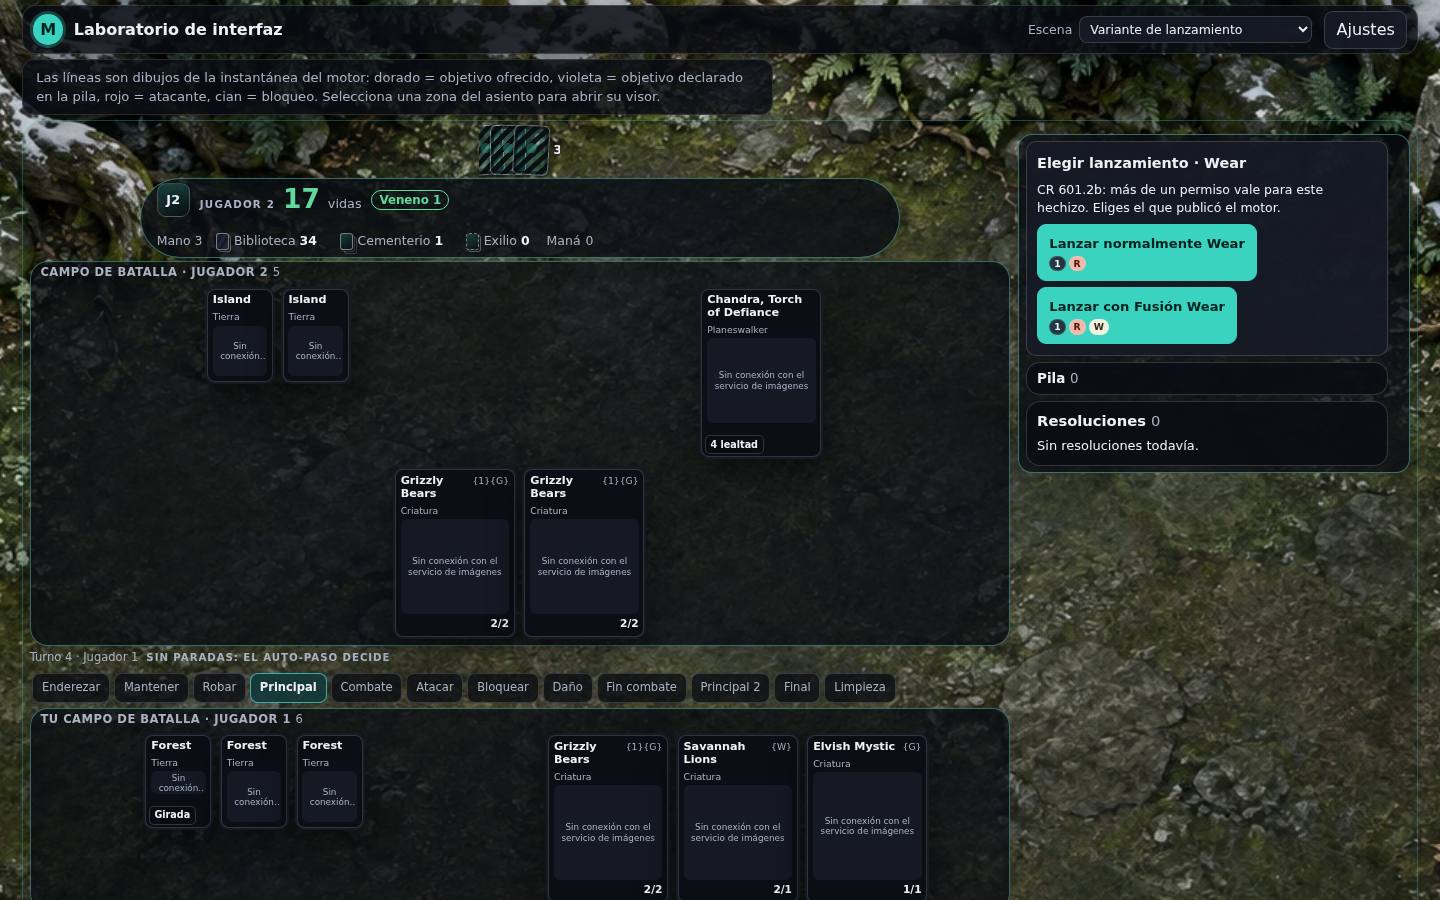 M Laboratorio de interfaz
Escena Variante de lanzamiento Ajustes
Las líneas son dibujos de la instantánea del motor: dorado = objetivo ofrecido, violeta = objetivo declarado
en la pila, rojo = atacante, cian = bloqueo. Selecciona una zona del asiento para abrir su visor.
3
J2 JUGADOR 2 17 vidas Veneno 1
Mano 3 Biblioteca 34 Cementerio 1 Exilio 0 Maná 0
CAMPO DE BATALLA · JUGADOR 2 5
Island
Tierra
Sin
conexión..
Island
Tierra
Sin
conexión..
Chandra, Torch
of Defiance
Planeswalker
Sin conexión con el
servicio de imágenes
4 lealtad
Grizzly {1}{G}
Bears
Criatura
Sin conexión con el
servicio de imágenes
2/2
Grizzly {1}{G}
Bears
Criatura
Sin conexión con el
servicio de imágenes
2/2
Turno 4 · Jugador 1 SIN PARADAS: EL AUTO-PASO DECIDE
Enderezar Mantener Robar Principal Combate Atacar Bloquear Daño Fin combate Principal 2 Final Limpieza
TU CAMPO DE BATALLA · JUGADOR 1 6
Forest
Tierra
Sin
conexión..
Girada
Forest
Tierra
Sin
conexión..
Forest
Tierra
Sin
conexión..
Grizzly {1}{G}
Bears
Criatura
Sin conexión con el
servicio de imágenes
2/2
Savannah {W}
Lions
Criatura
Sin conexión con el
servicio de imágenes
2/1
Elvish Mystic {G}
Criatura
Sin conexión con el
servicio de imágenes
1/1
Elegir lanzamiento · Wear
CR 601.2b: más de un permiso vale para este
hechizo. Eliges el que publicó el motor.
Lanzar normalmente Wear
1 R
Lanzar con Fusión Wear
1 R W
Pila 0
Resoluciones 0
Sin resoluciones todavía.